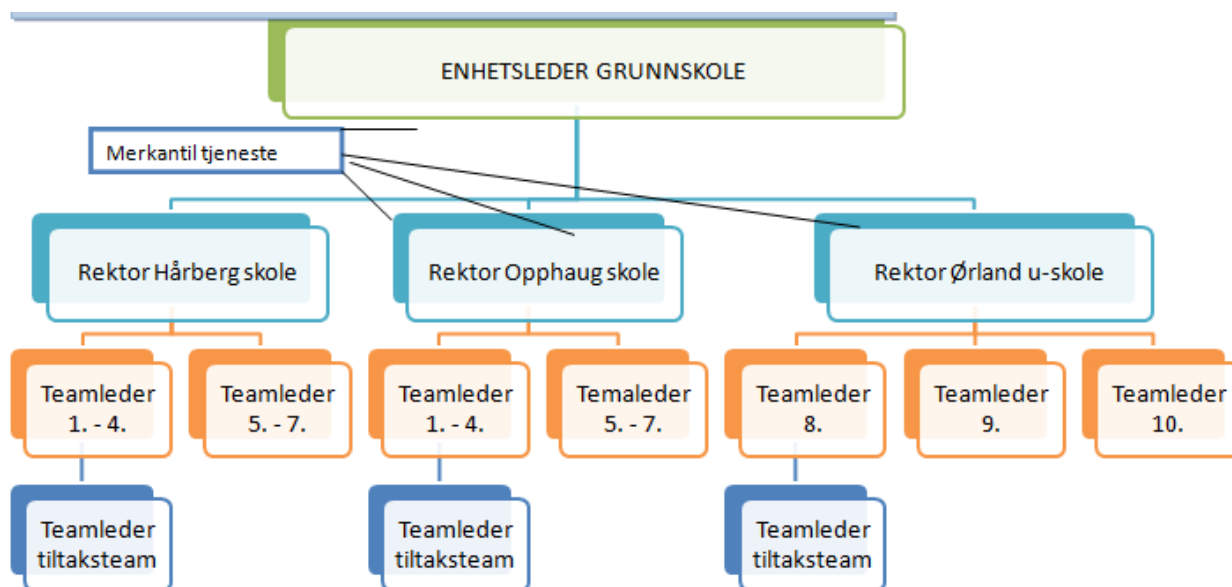 ENHETSLEDER GRUNNSKOLE
Merkantil tjeneste
Rektor Hårberg skole
Rektor Opphaug skole
Rektor Ørland u-skole
Teamleder
1. - 4.
Teamleder
5. - 7.
Teamleder
1. - 4.
Temaleder
5. - 7.
Teamleder
8.
Teamleder
9.
Teamleder
10.
Teamleder
tiltaksteam
Teamleder
tiltaksteam
Teamleder
tiltaksteam